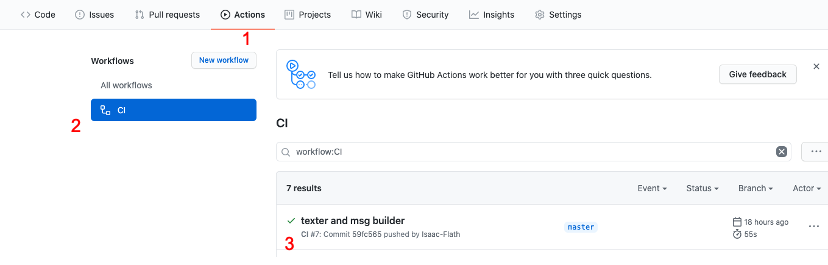 Code Issues Pull requests Actions Projects Wiki Security Insights Settings
1
Workflows New workflow
All workflows
2 CI
Tell us how to make GitHub Actions work better for you with three quick questions. Give feedback
CI
workflow:CI
7 results Event Status Branch Actor
texter and msg builder
3 CI #7: Commit 59fc565 pushed by Isaac-Flath
master
18 hours ago
55s